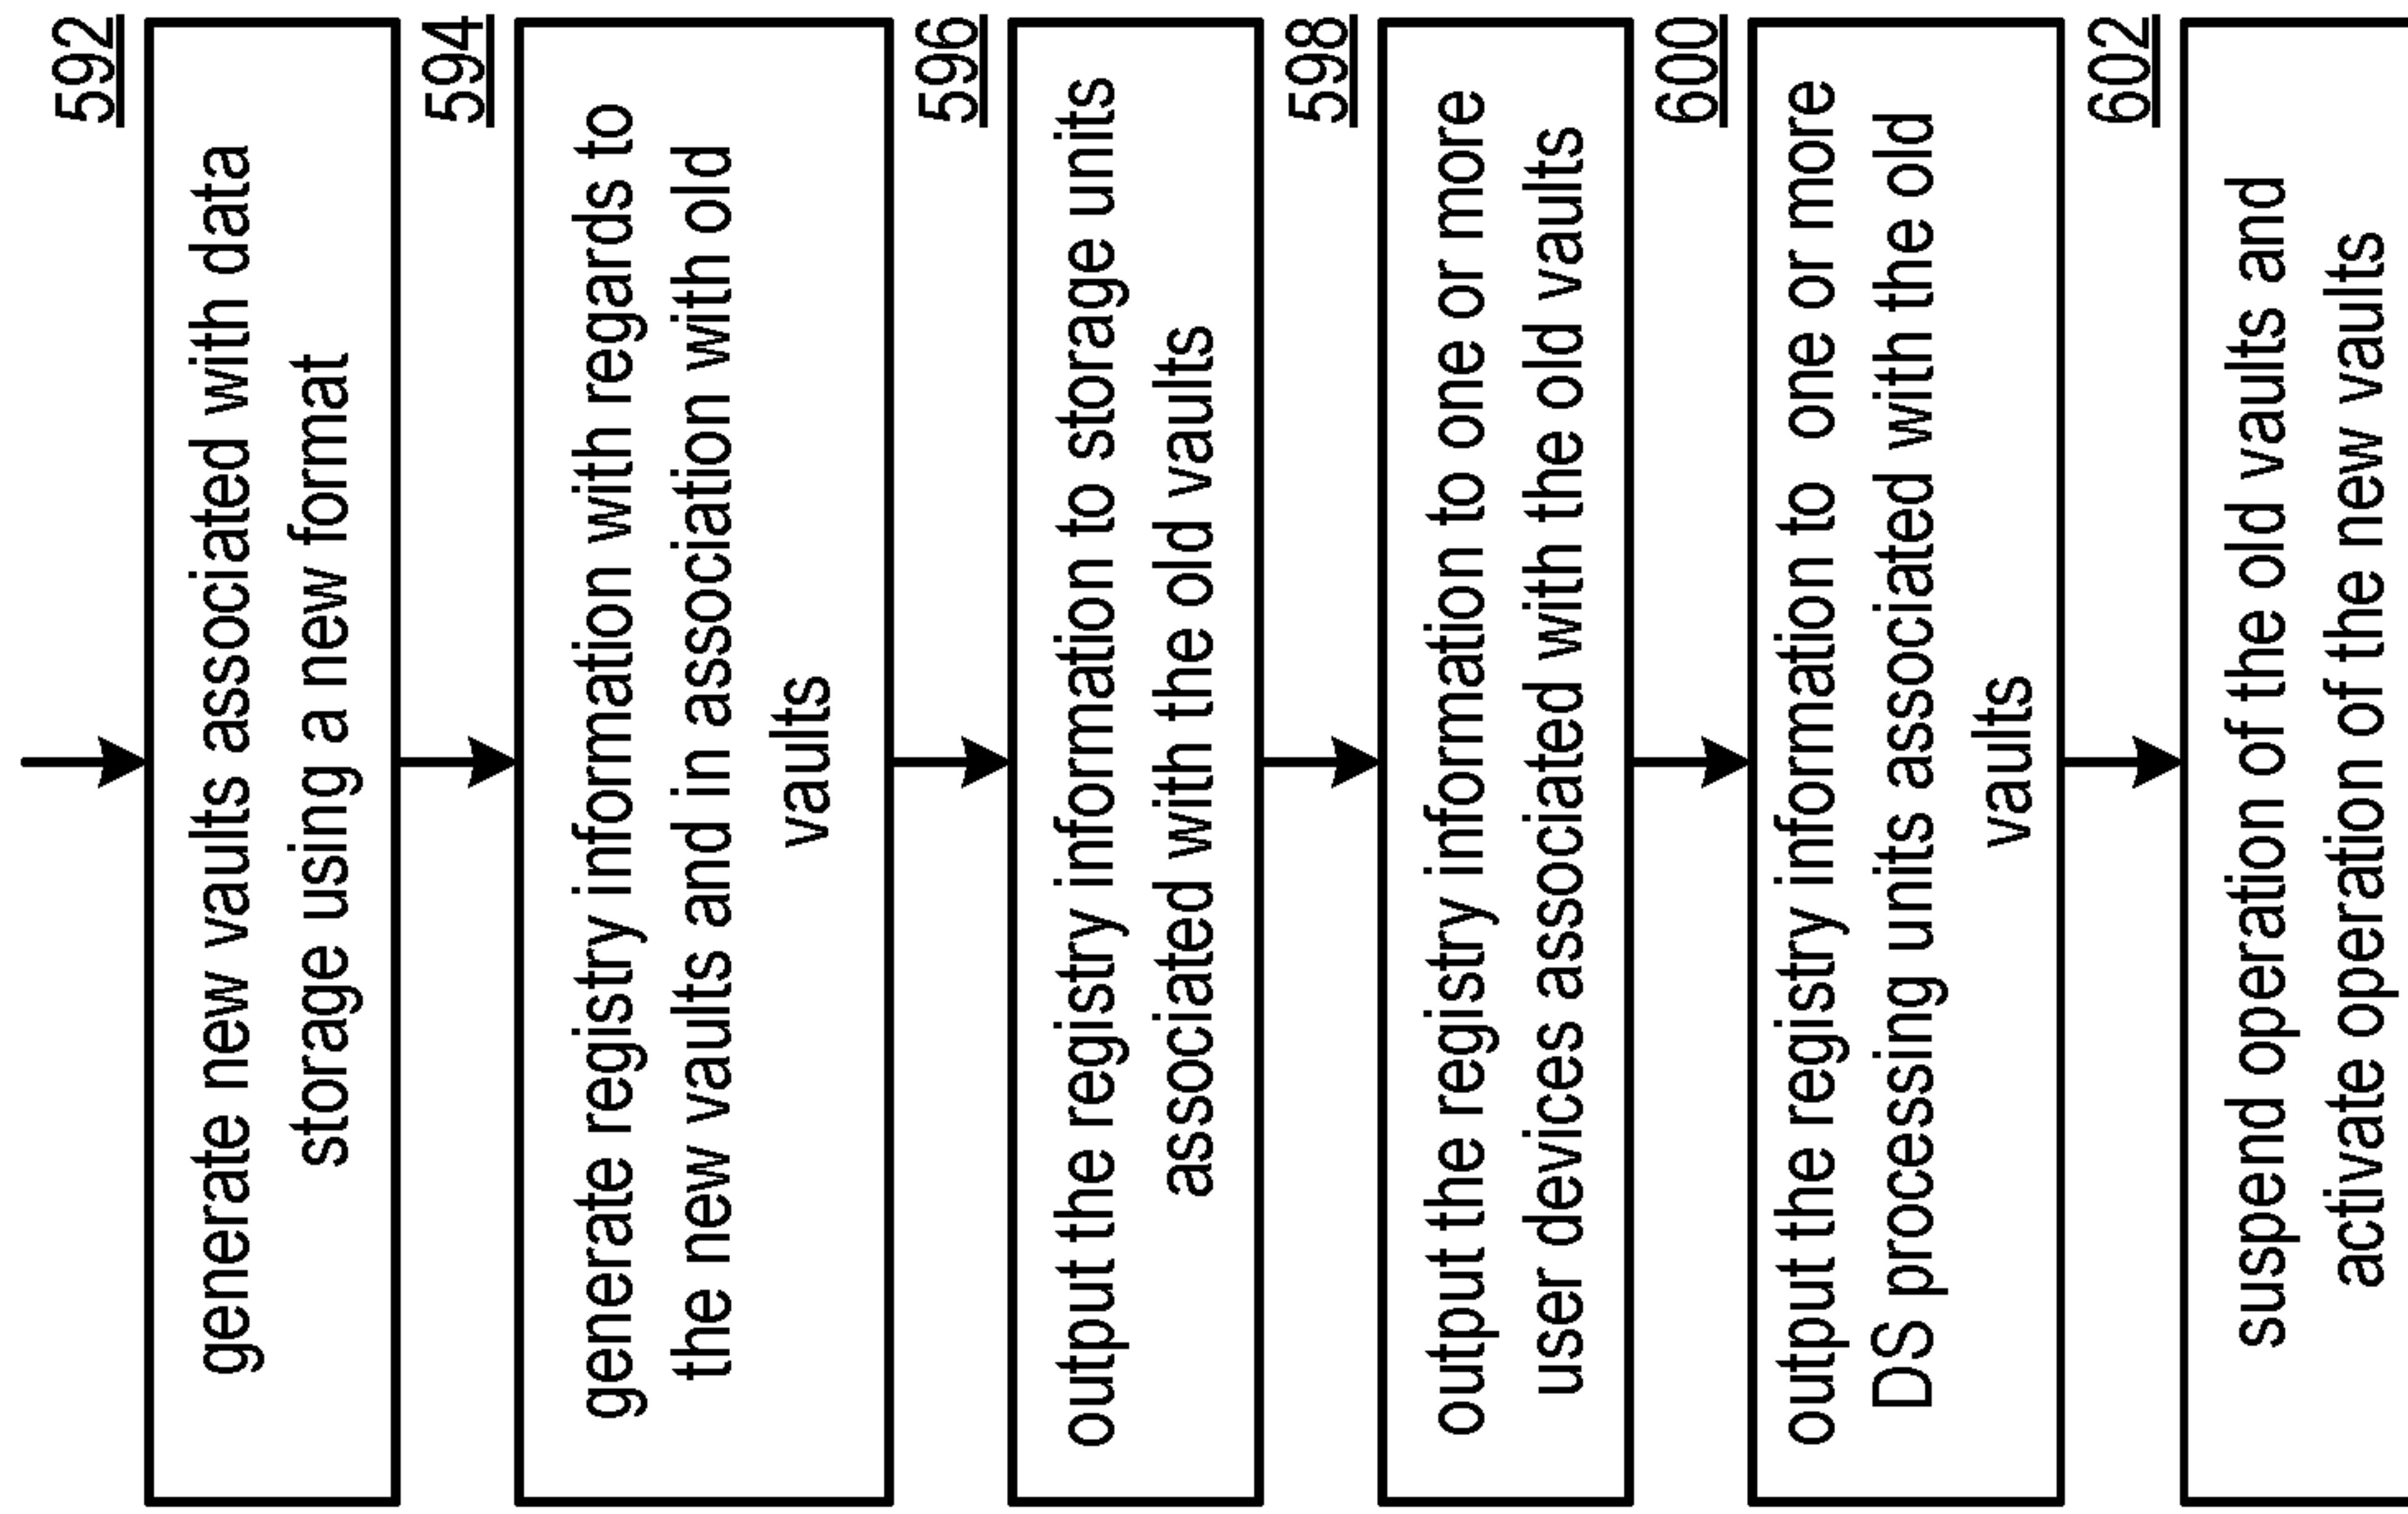 592
generate new vaults associated with data
storage using a new format
594
generate registry information with regards to
the new vaults and in association with old
vaults
596
output the registry information to storage units
associated with the old vaults
598
output the registry information to one or more
user devices associated with the old vaults
600
output the registry information to  one or more
DS processing units associated with the old
vaults
602
suspend operation of the old vaults and
activate operation of the new vaults